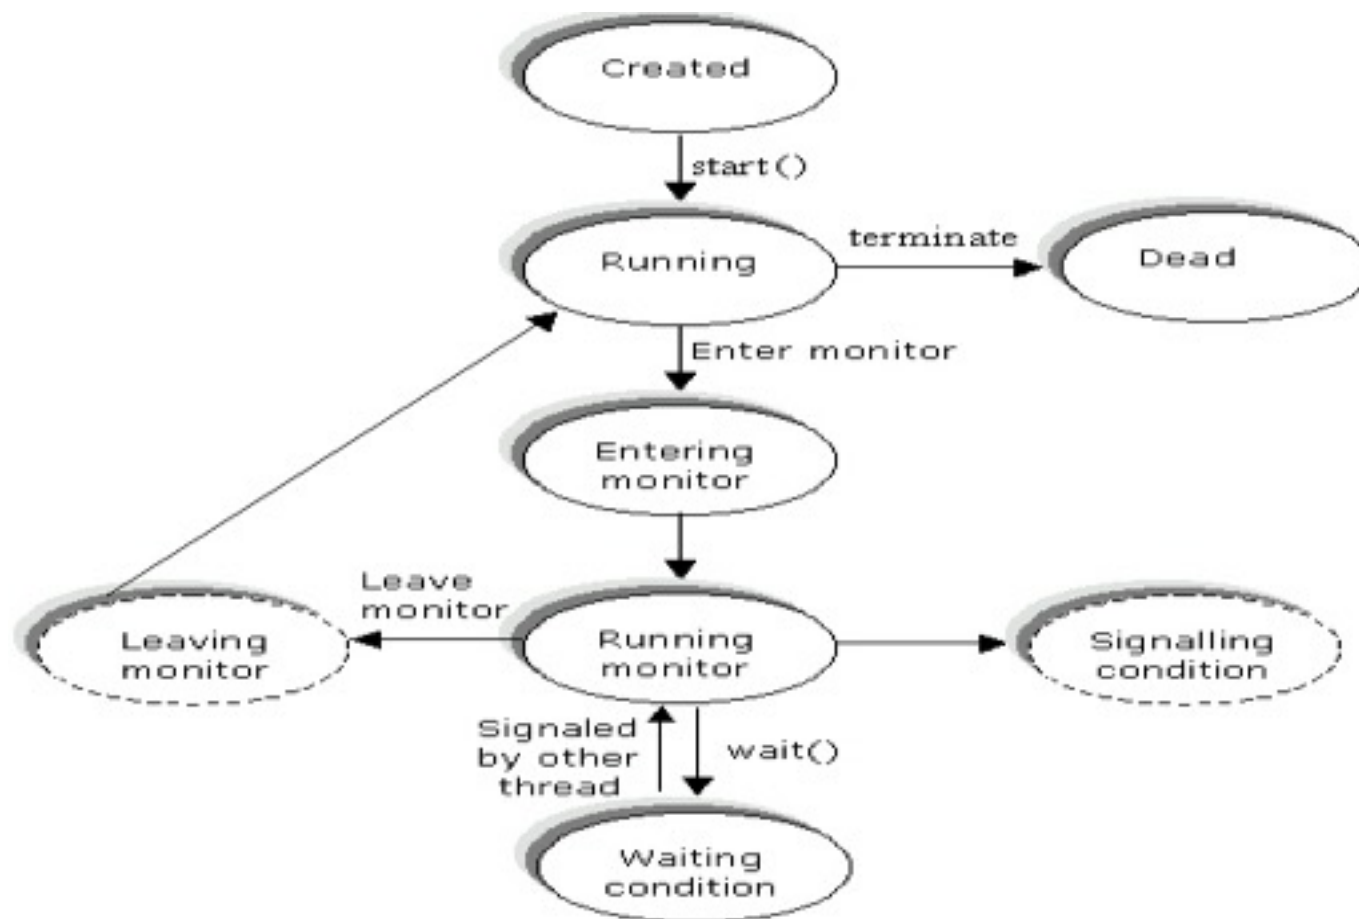 Created
start()
Running
terminate
Dead
Enter monitor
Entering
monitor
Leave
monitor
Leaving
monitor
Running
monitor
Signalling
condition
Signaled
by other
thread
wait()
Waiting
condition